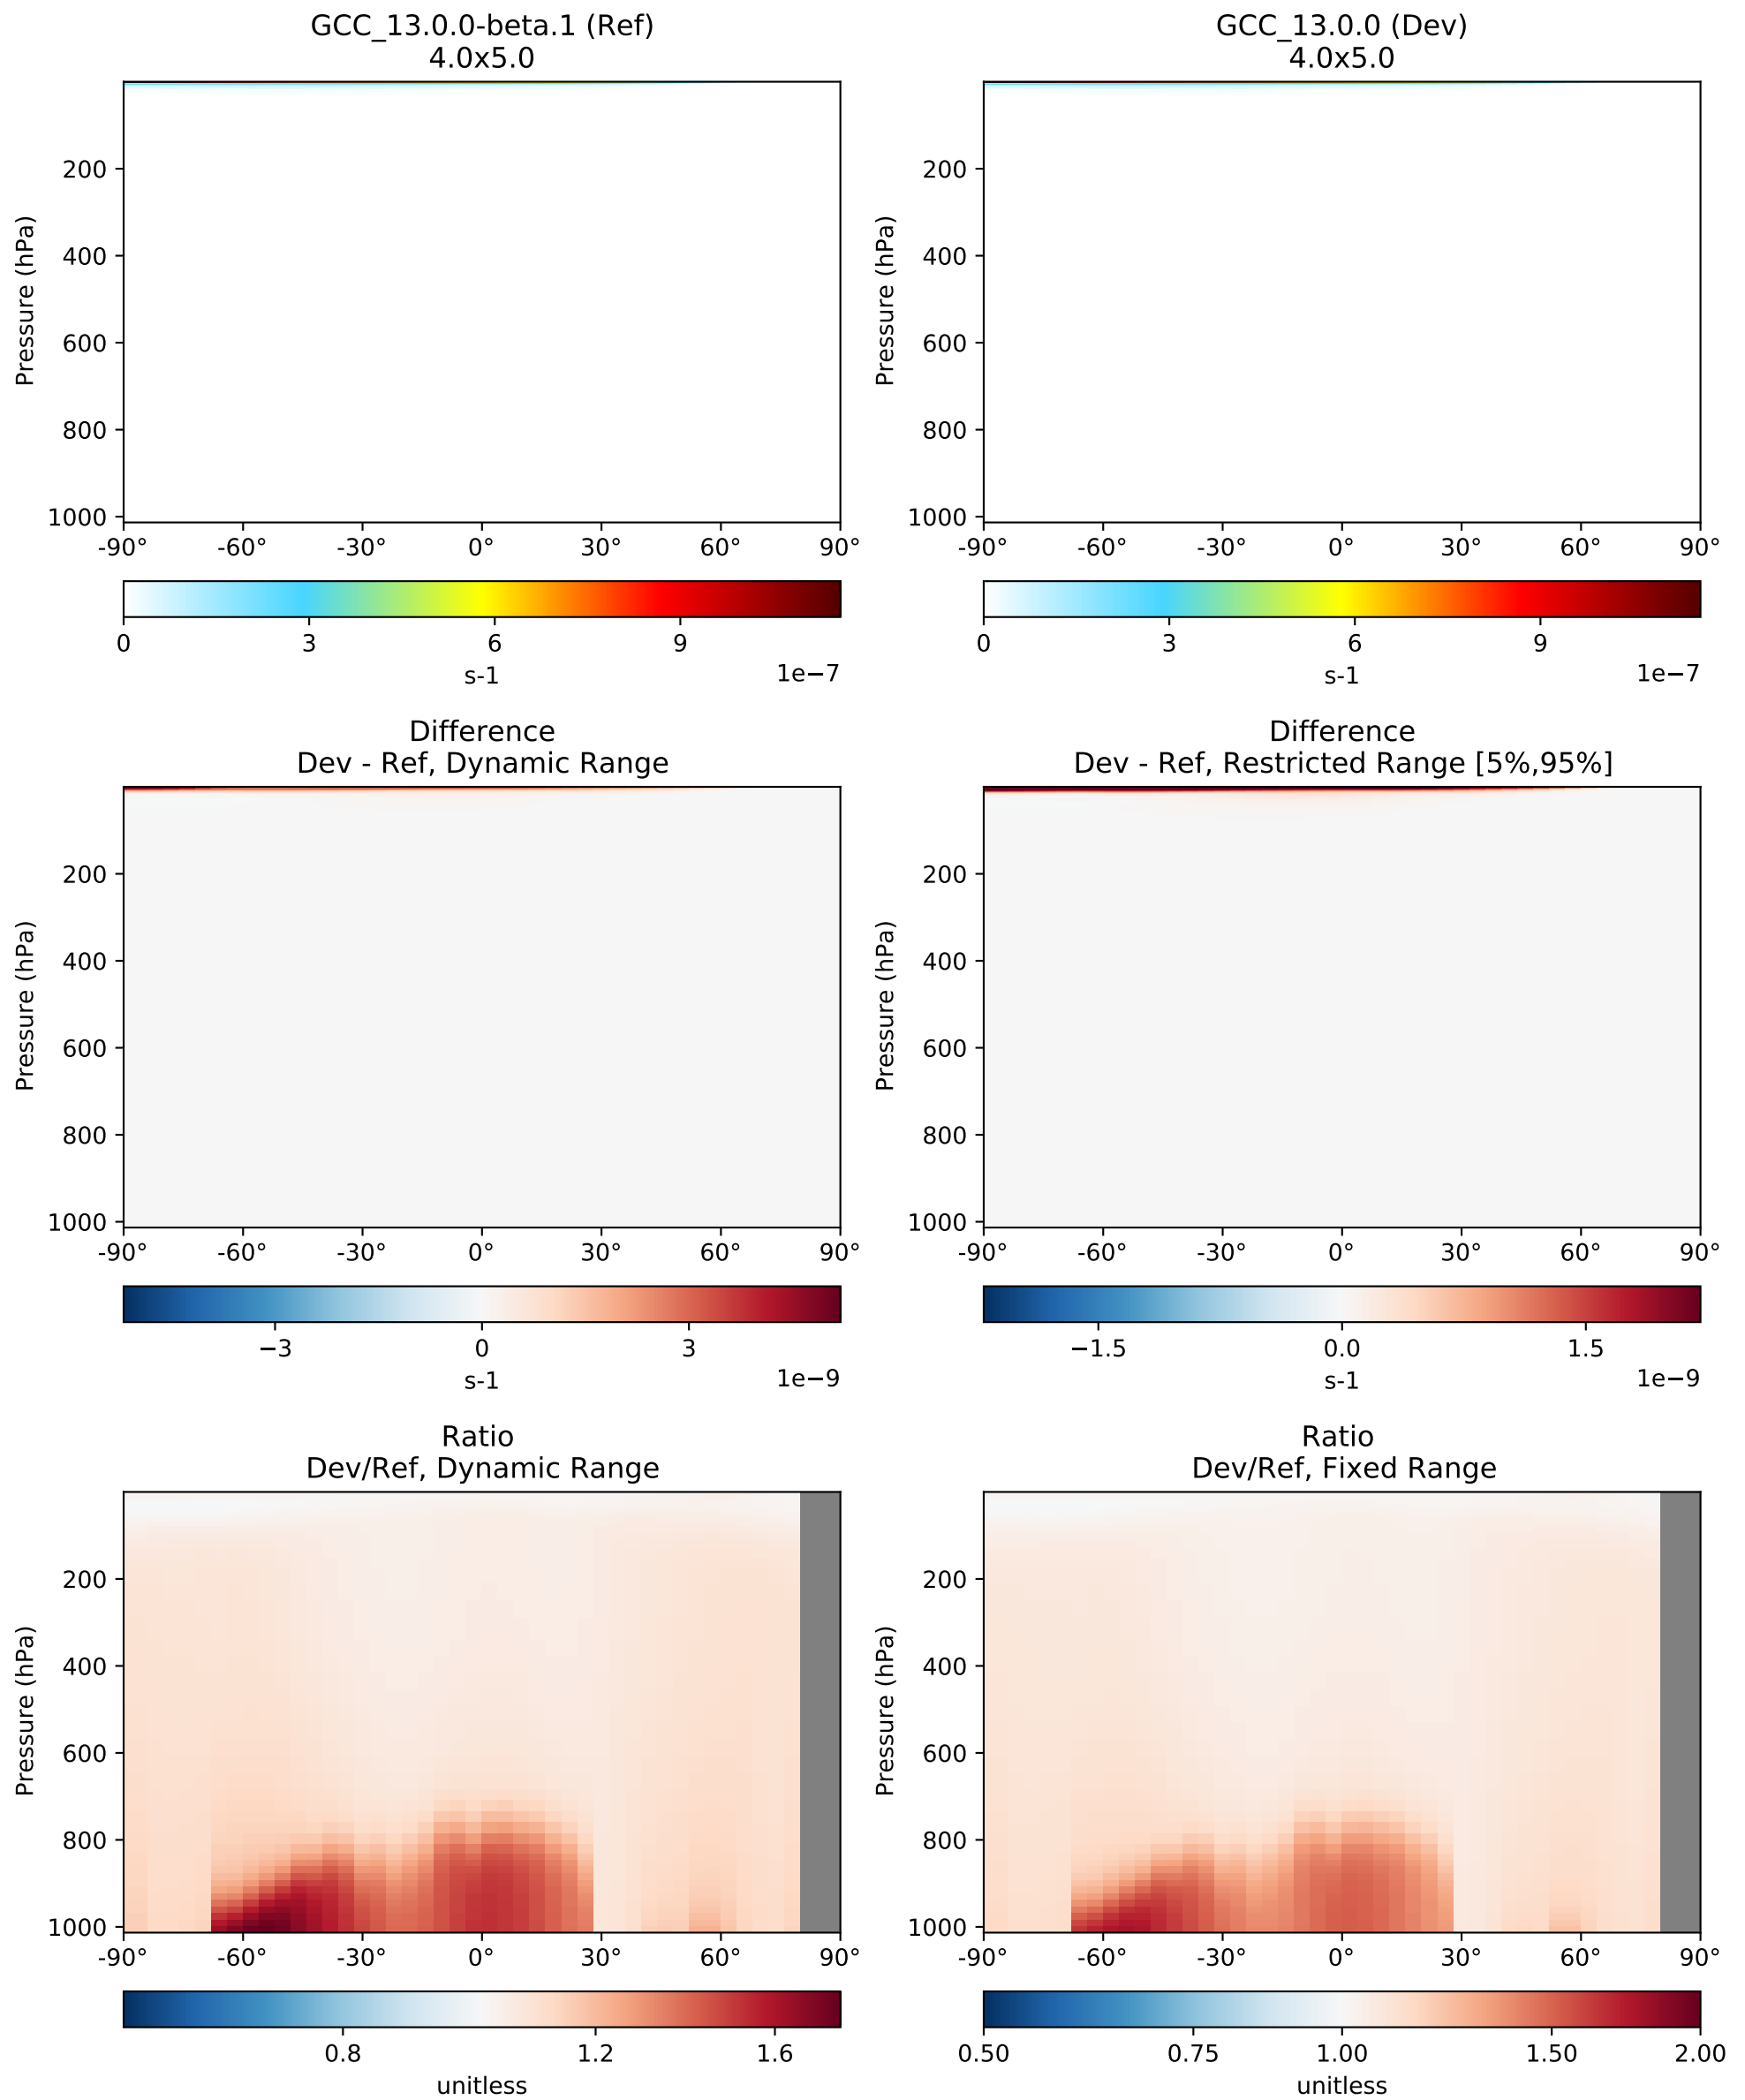 GCC_13.0.0-beta.1 (Ref)
4.0x5.0
Pressure (hPa)
200
400
600
800
1000
-90° -60° -30° 0° 30° 60° 90°
0 3 6 9
s-1 1e−7
GCC_13.0.0 (Dev)
4.0x5.0
Pressure (hPa)
200
400
600
800
1000
-90° -60° -30° 0° 30° 60° 90°
0 3 6 9
s-1 1e−7
Difference
Dev - Ref, Dynamic Range
Pressure (hPa)
200
400
600
800
1000
-90° -60° -30° 0° 30° 60° 90°
−3 0 3
s-1 1e−9
Difference
Dev - Ref, Restricted Range [5%,95%]
Pressure (hPa)
200
400
600
800
1000
-90° -60° -30° 0° 30° 60° 90°
−1.5 0.0 1.5
s-1 1e−9
Ratio
Dev/Ref, Dynamic Range
Pressure (hPa)
200
400
600
800
1000
-90° -60° -30° 0° 30° 60° 90°
0.8 1.2 1.6
unitless
Ratio
Dev/Ref, Fixed Range
Pressure (hPa)
200
400
600
800
1000
-90° -60° -30° 0° 30° 60° 90°
0.50 0.75 1.00 1.50 2.00
unitless